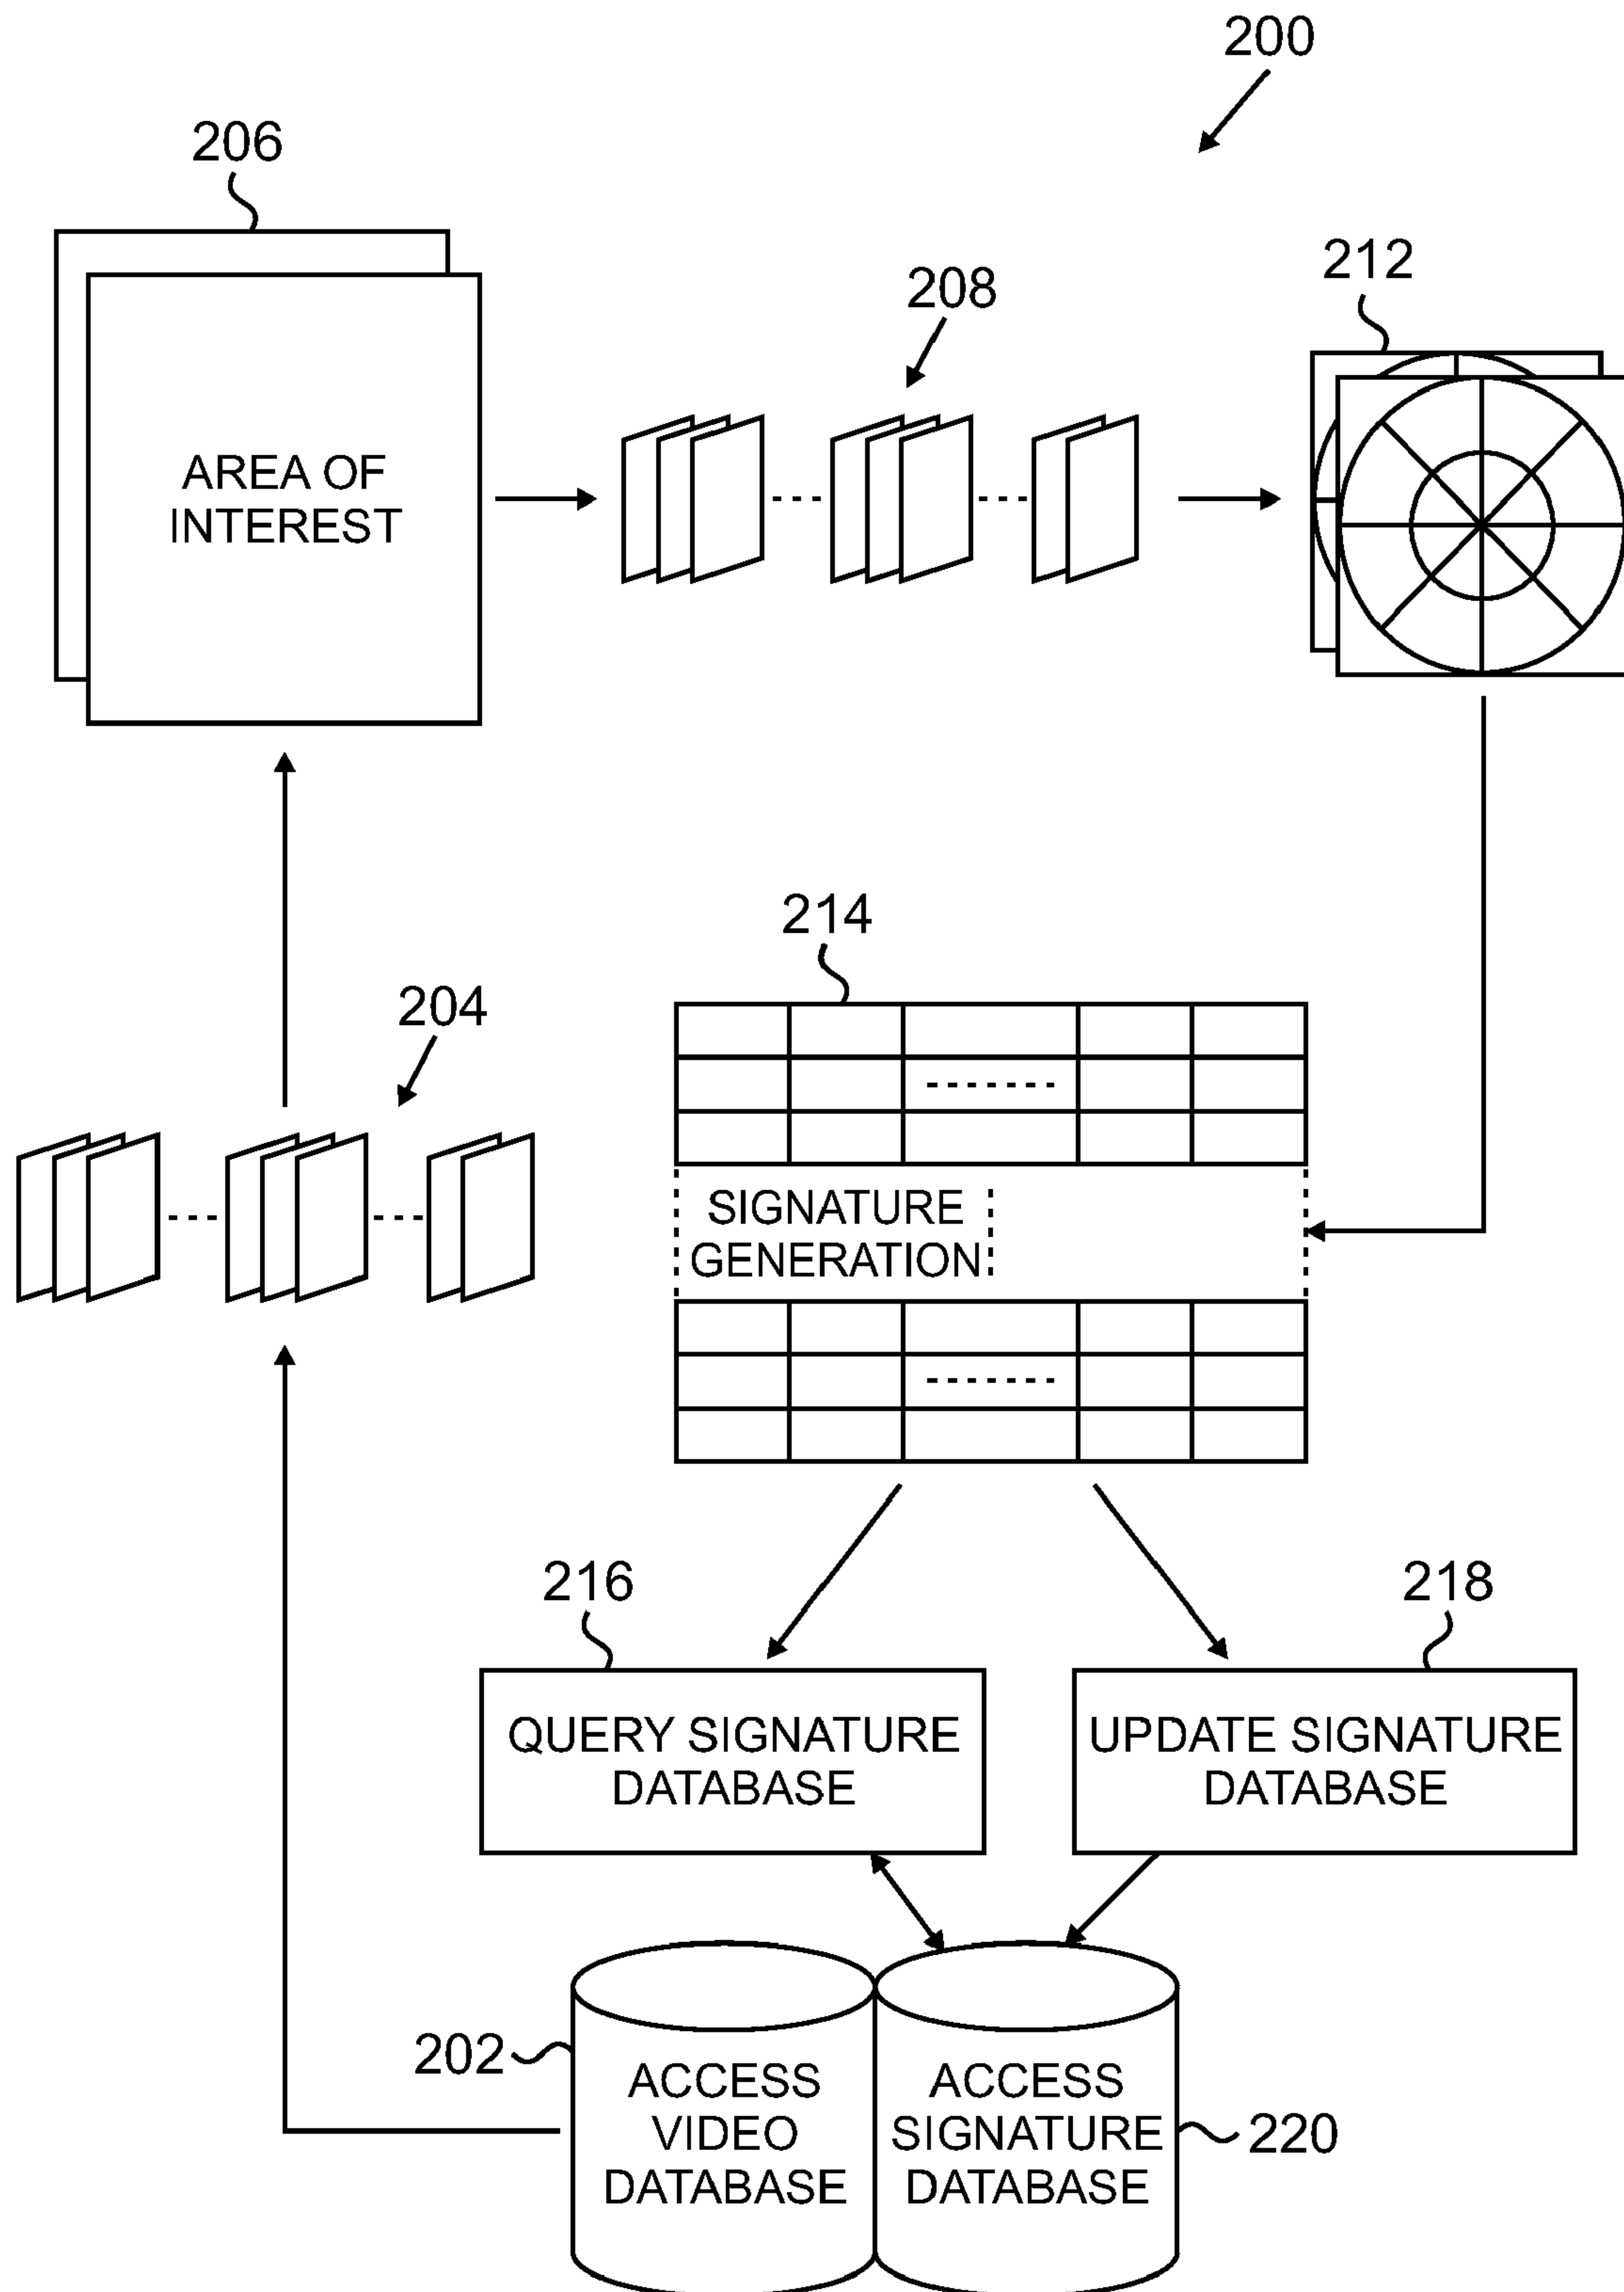 200
206
212
208
AREA OF
INTEREST
214
204
SIGNATURE
GENERATION
216
218
QUERY SIGNATURE
DATABASE
UPDATE SIGNATURE
DATABASE
202
ACCESS
VIDEO
DATABASE
ACCESS
SIGNATURE
DATABASE
220